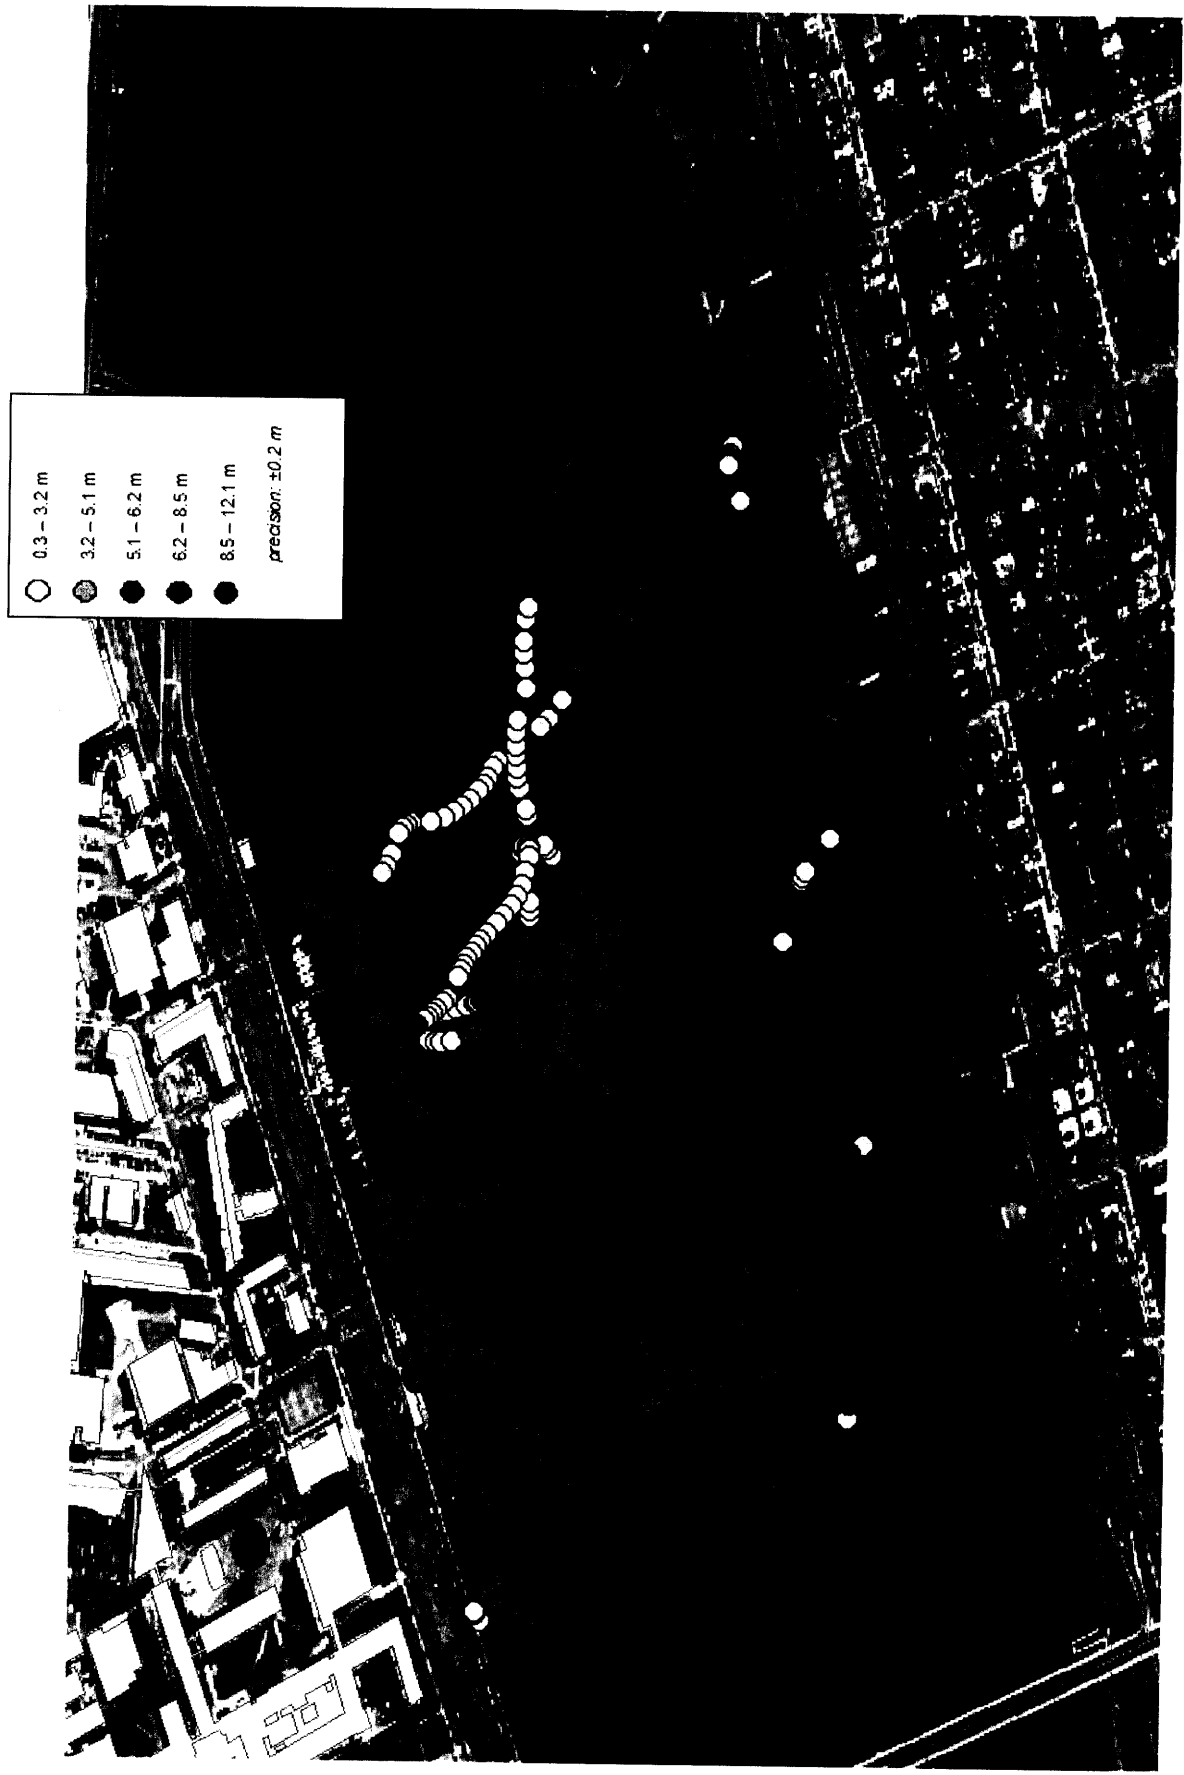 0.3 – 3.2 m
3.2 – 5.1 m
5.1 – 6.2 m
6.2 – 8.5 m
8.5 – 12.1 m
precision: ±0.2 m